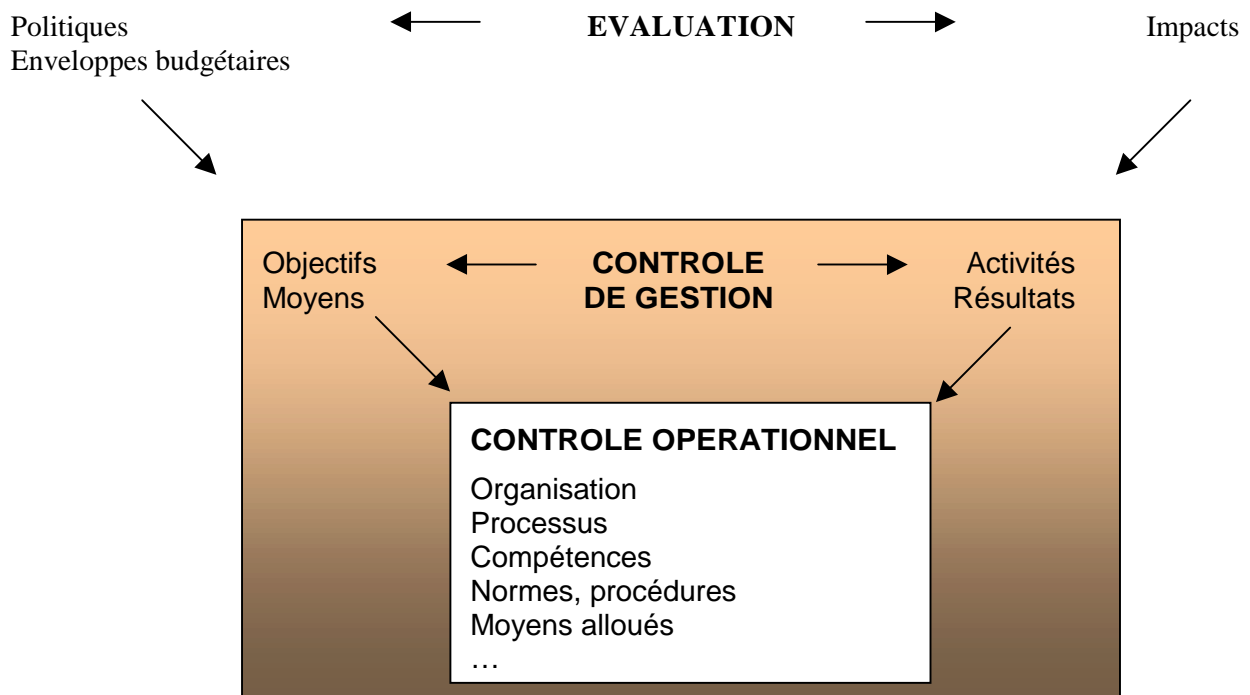 Politiques EVALUATION Impacts
Enveloppes budgétaires
Objectifs CONTROLE Activités
Moyens DE GESTION Résultats
CONTROLE OPERATIONNEL
Organisation
Processus
Compétences
Normes, procédures
Moyens alloués
…